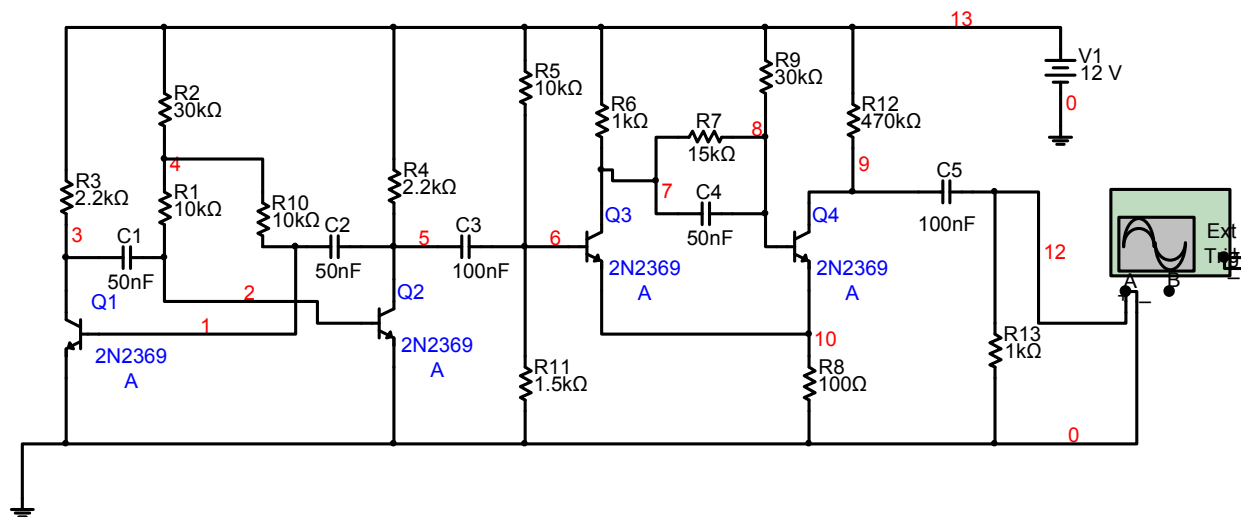 13
V1
12 V
0
R2
30kΩ
R5
10kΩ
R6
1kΩ
R9
30kΩ
R12
470kΩ
R7
15kΩ
8
4
9
R3
2.2kΩ
R1
10kΩ
R10
10kΩ
R4
2.2kΩ
7
C4
50nF
C5
100nF
3
C1
50nF
C2
50nF
5
C3
100nF
6
Q3
2N2369
A
Q4
2N2369
A
12
Ext
Trig
A
B
+
_
_
Q1
2
Q2
1
2N2369
A
2N2369
A
10
R11
1.5kΩ
R8
100Ω
R13
1kΩ
0